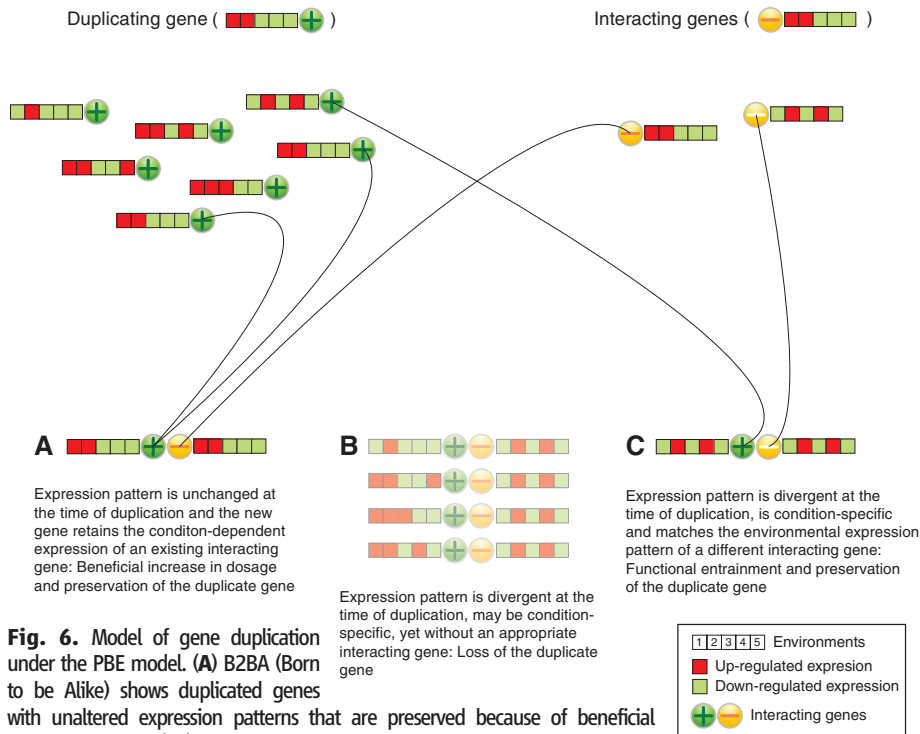 Duplicating gene ( )
Interacting genes ( )
A
Expression pattern is unchanged at
the time of duplication and the new
gene retains the conditon-dependent
expression of an existing interacting
gene: Beneficial increase in dosage
and preservation of the duplicate gene
B
Expression pattern is divergent at the
time of duplication, may be condition-
specific, yet without an appropriate
interacting gene: Loss of the duplicate
gene
C
Expression pattern is divergent at the
time of duplication, is condition-specific
and matches the environmental expression
pattern of a different interacting gene:
Functional entrainment and preservation
of the duplicate gene
1 2 3 4 5 Environments
Up-regulated expresion
Down-regulated expression
Interacting genes
Fig. 6. Model of gene duplication
under the PBE model. (A) B2BA (Born
to be Alike) shows duplicated genes
with unaltered expression patterns that are preserved because of beneficial